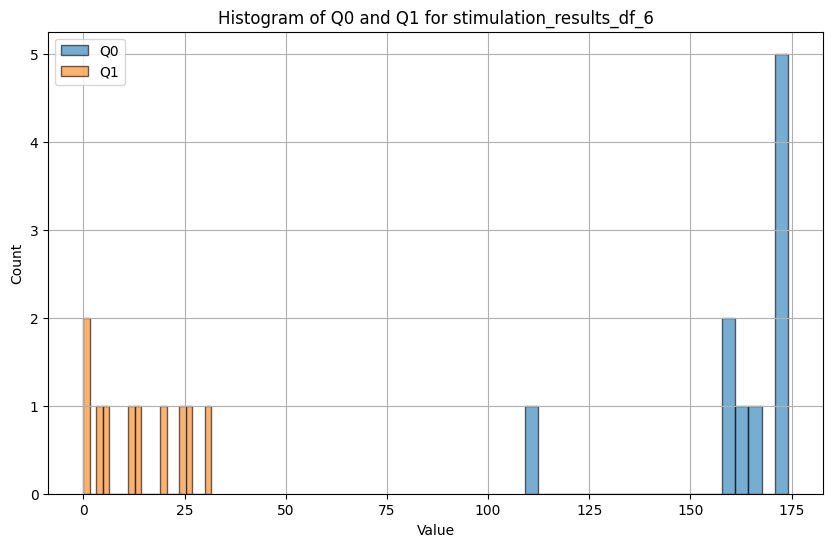 Histogram of Q0 and Q1 for stimulation_results_df_6
Q0
Q1
Count
5
4
3
2
1
0
0 25 50 75 100 125 150 175
Value